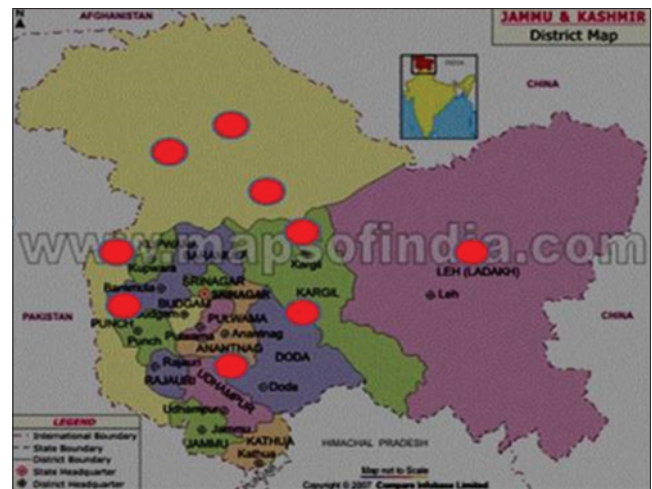 N
AFGHANISTAN
JAMMU & KASHMIR
District Map
INDIA
CHINA
www.mapsofindia.com
Kupwara
Kargil
LEH (LADAKH)
Baramula
SRINAGAR
SRINAGAR
KARGIL
Leh
BUDGAM
PAKISTAN
PULWAMA
CHINA
PUNCH
Punch
Pulwama
Anantnag
ANANTNAG
DODA
Rajauri
RAJAURI
UDHAMPUR
Doda
Udhampur
LEGEND
International Boundary
State Boundary
District Boundary
State Headquarter
District Headquarter
Jammu
JAMMU
KATHUA
Kathua
HIMACHAL PRADESH
Map not to Scale
Copyright © 2007 Compare Infobase Limited